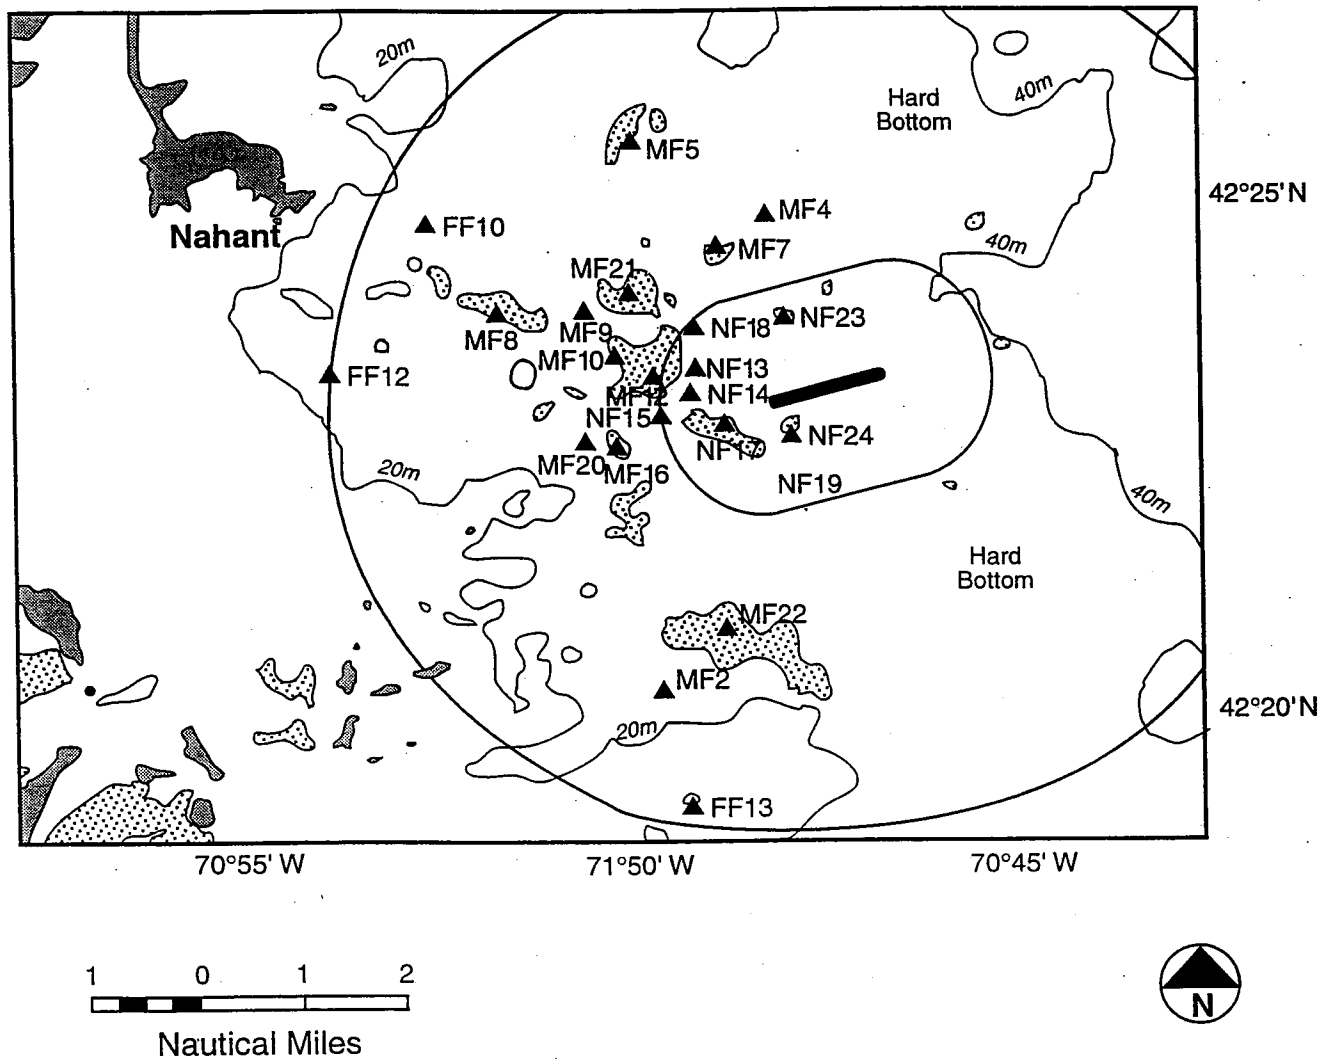 20m
40m
Hard
Bottom
MF5
42°25'N
MF4
Nahant
FF10
MF7
40m
MF21
NF23
NF18
MF9
MF8
MF10
NF13
FF12
NF14
MF12
NF15
NF17
NF24
MF20
MF16
20m
NF19
40m
Hard
Bottom
MF22
MF2
42°20'N
20m
FF13
70°55' W
71°50' W
70°45' W
1 0 1 2
Nautical Miles
N